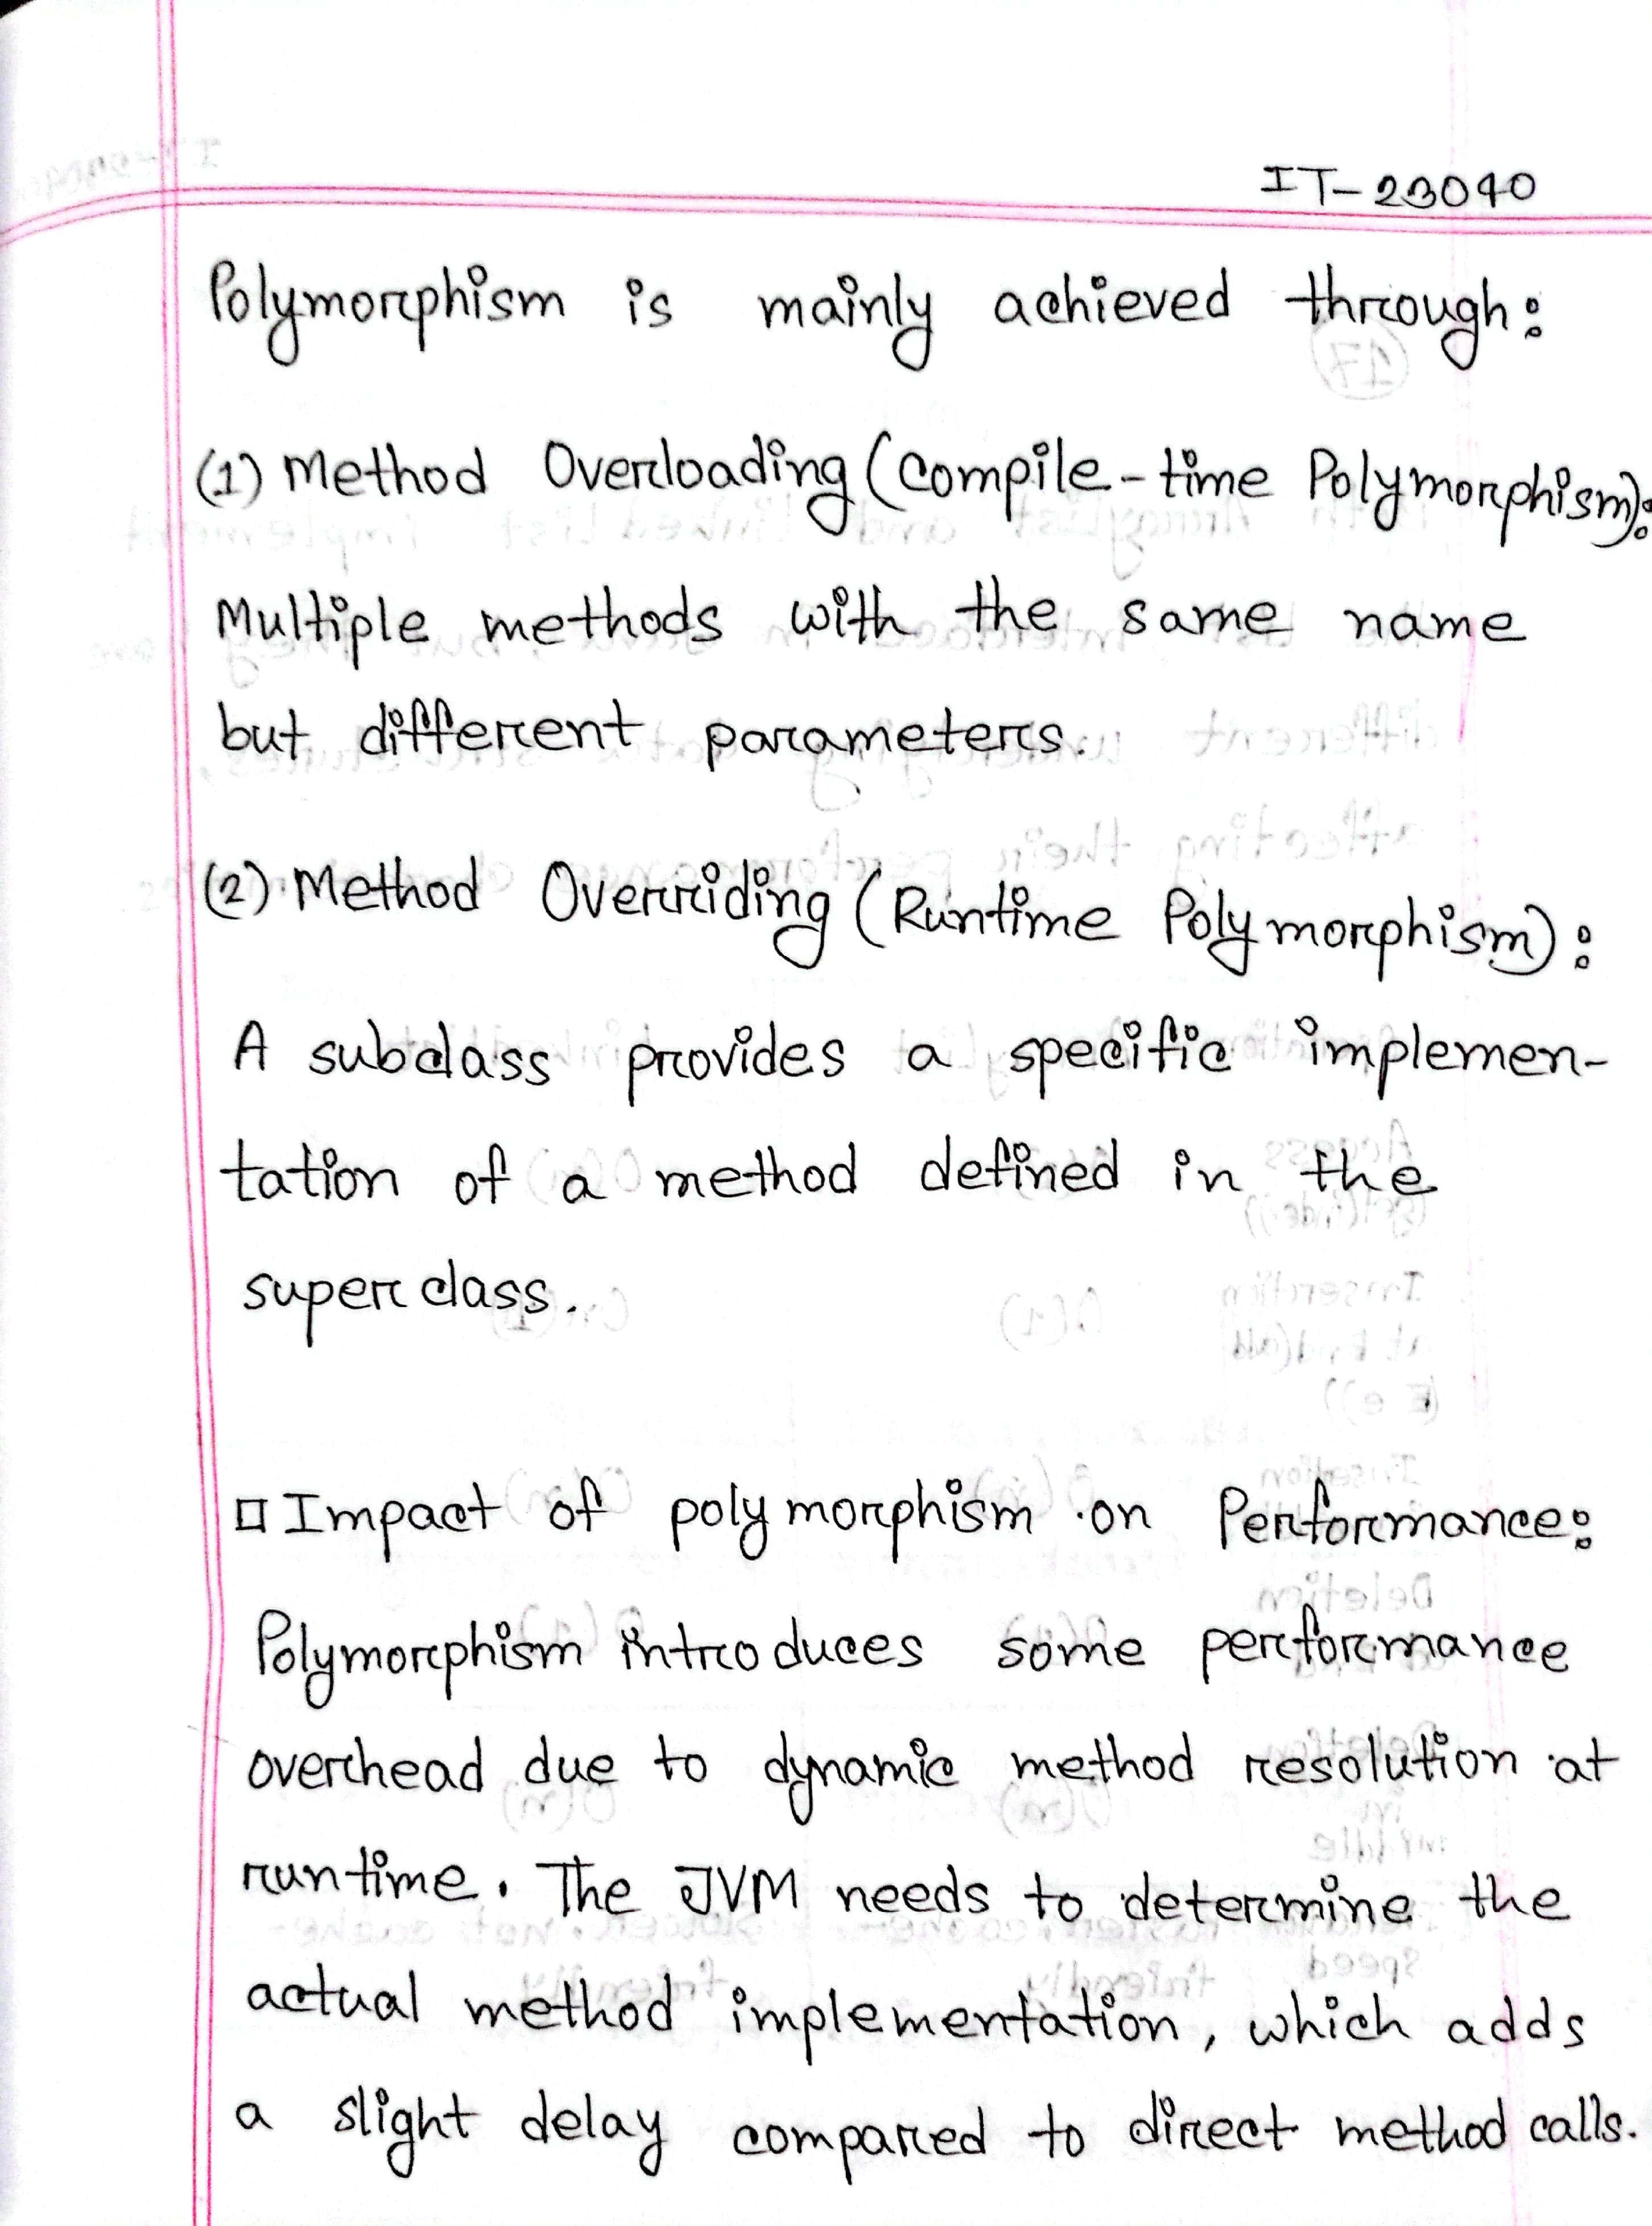 IT-23040
Polymorphism is mainly achieved through:
(1) Method Overloading (Compile-time Polymorphism):
Multiple methods with the same name
but different parameters.
(2) Method Overriding (Runtime Polymorphism):
A subclass provides a specific implemen-
tation of a method defined in the
superclass.
□ Impact of polymorphism on Performance:
Polymorphism introduces some performance
overhead due to dynamic method resolution at
runtime. The JVM needs to determine the
actual method implementation, which adds
a slight delay compared to direct method calls.